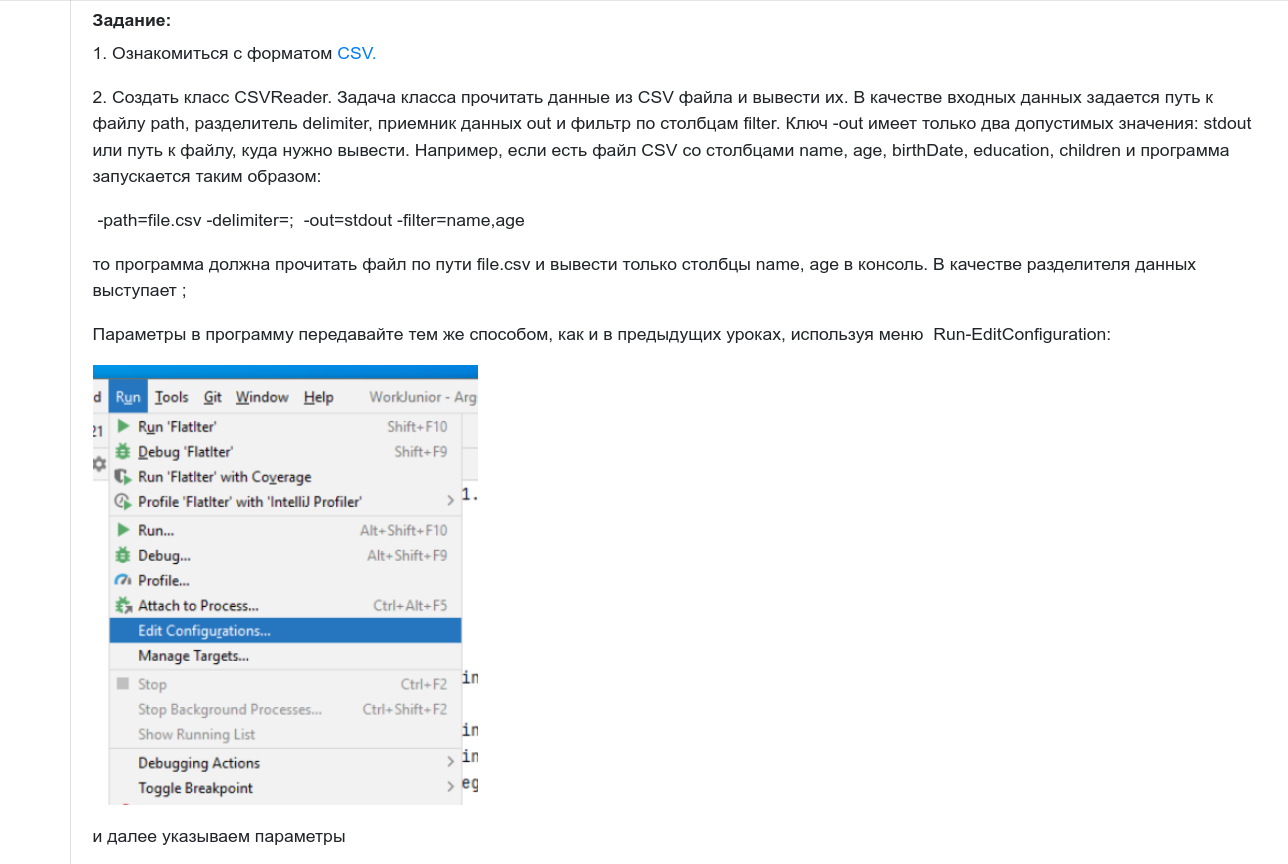 Задание:
1. Ознакомиться с форматом CSV.
2. Создать класс CSVReader. Задача класса прочитать данные из CSV файла и вывести их. В качестве входных данных задается путь к
файлу path, разделитель delimiter, приемник данных out и фильтр по столбцам filter. Ключ -out имеет только два допустимых значения: stdout
или путь к файлу, куда нужно вывести. Например, если есть файл CSV со столбцами name, age, birthDate, education, children и программа
запускается таким образом:
-path=file.csv -delimiter=;  -out=stdout -filter=name,age
то программа должна прочитать файл по пути file.csv и вывести только столбцы name, age в консоль. В качестве разделителя данных
выступает ;
Параметры в программу передавайте тем же способом, как и в предыдущих уроках, используя меню  Run-EditConfiguration:
d Run Tools Git Window Help WorkJunior - Arg
21 Run 'FlatIter' Shift+F10
Debug 'FlatIter' Shift+F9
Run 'FlatIter' with Coverage
Profile 'FlatIter' with 'IntelliJ Profiler' 1.
Run... Alt+Shift+F10
Debug... Alt+Shift+F9
Profile...
Attach to Process... Ctrl+Alt+F5
Edit Configurations...
Manage Targets...
Stop Ctrl+F2 in
Stop Background Processes... Ctrl+Shift+F2
Show Running List in
Debugging Actions in
Toggle Breakpoint eg
и далее указываем параметры